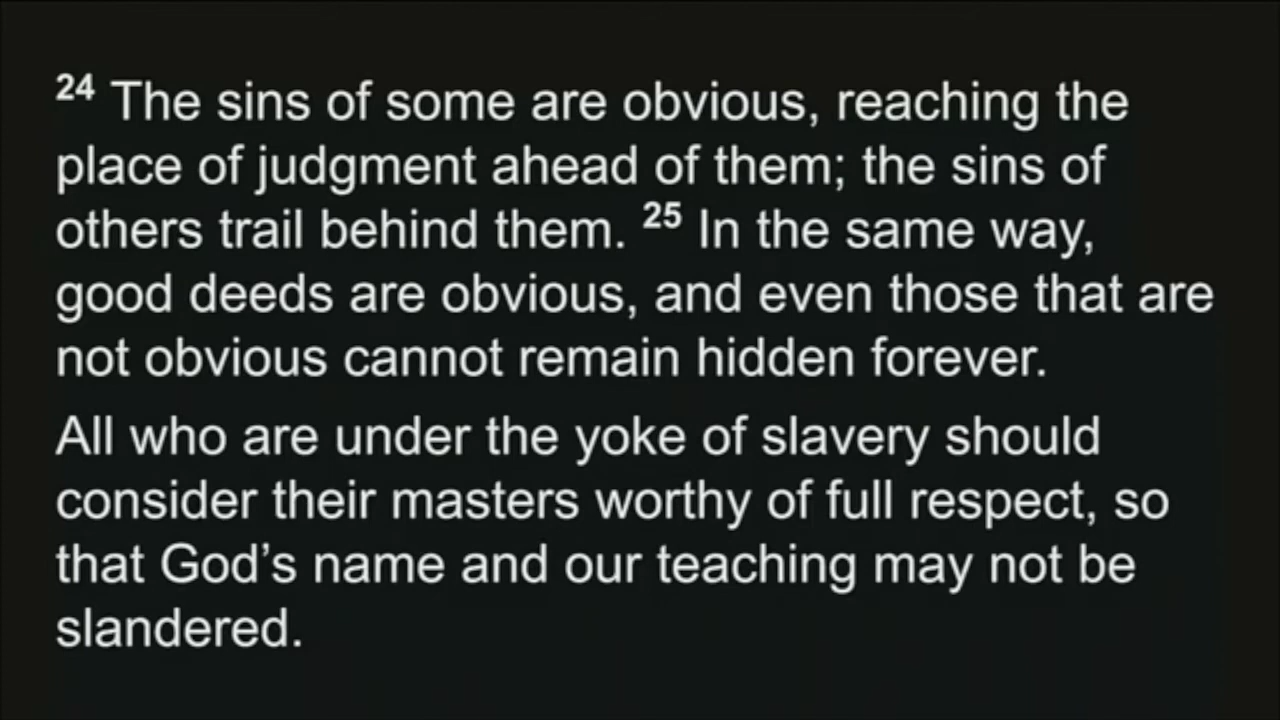 24 The sins of some are obvious, reaching the
place of judgment ahead of them; the sins of
others trail behind them. 25 In the same way,
good deeds are obvious, and even those that are
not obvious cannot remain hidden forever.
All who are under the yoke of slavery should
consider their masters worthy of full respect, so
that God’s name and our teaching may not be
slandered.